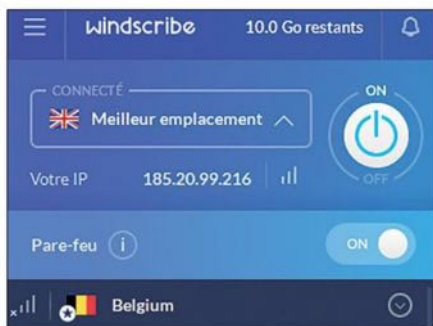 windscribe 10.0 Go restants
CONNECTÉ
ON
Meilleur emplacement
OFF
Votre IP 185.20.99.216
Pare-feu i ON
Belgium